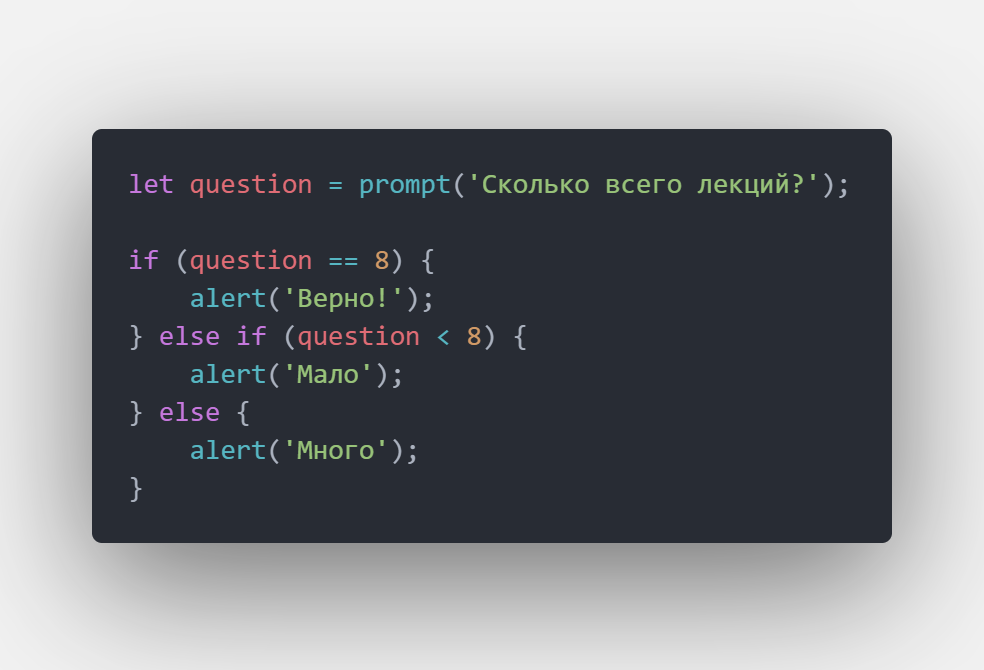 let question = prompt('Сколько всего лекций?');
if (question == 8) {
    alert('Верно!');
} else if (question < 8) {
    alert('Мало');
} else {
    alert('Много');
}